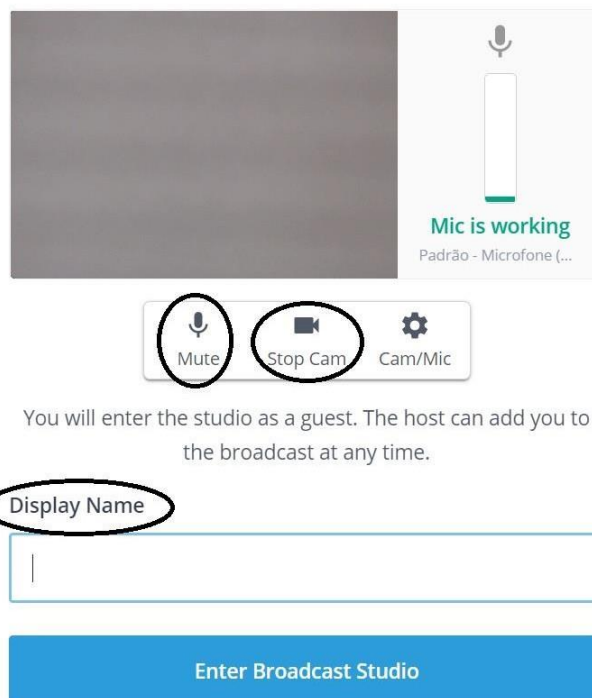 Mic is working
Padrão - Microfone (...
Mute
Stop Cam
Cam/Mic
You will enter the studio as a guest. The host can add you to
the broadcast at any time.
Display Name
Enter Broadcast Studio